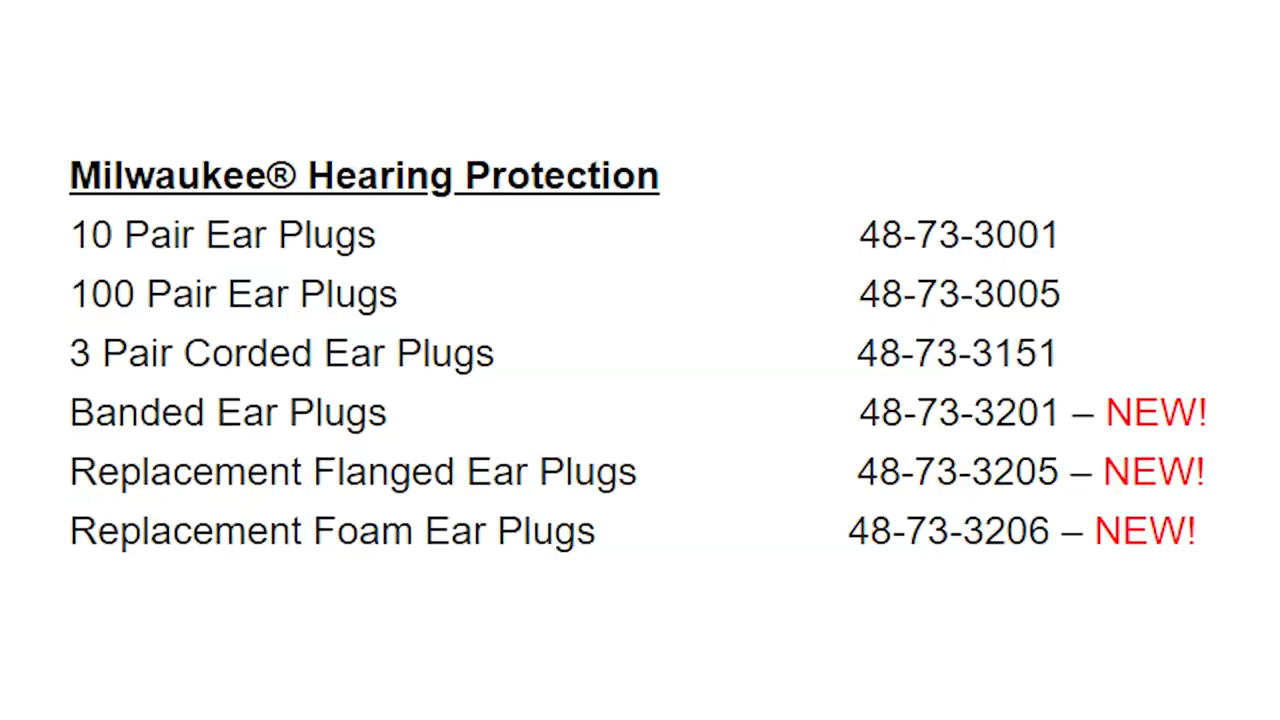 Milwaukee® Hearing Protection
10 Pair Ear Plugs 48-73-3001
100 Pair Ear Plugs 48-73-3005
3 Pair Corded Ear Plugs 48-73-3151
Banded Ear Plugs 48-73-3201 – NEW!
Replacement Flanged Ear Plugs 48-73-3205 – NEW!
Replacement Foam Ear Plugs 48-73-3206 – NEW!